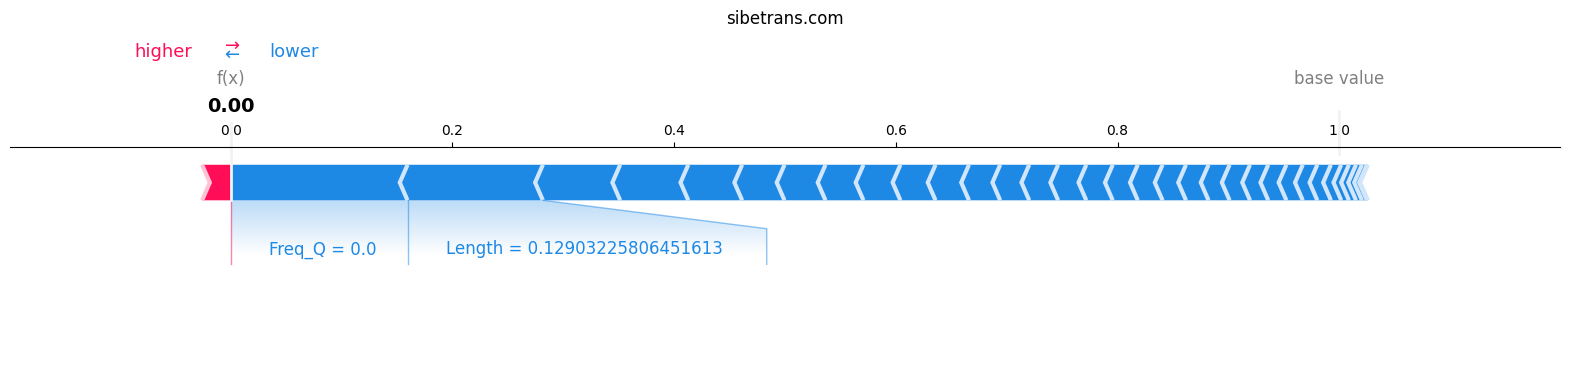 sibetrans.com
higher ⇄ lower
f(x)
base value
0.00
0.0 0.2 0.4 0.6 0.8 1.0
Freq_Q = 0.0
Length = 0.12903225806451613